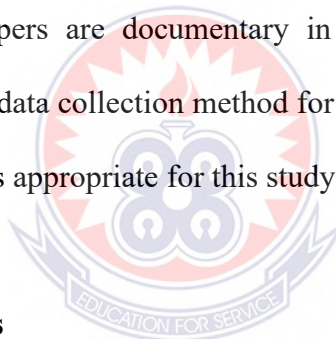 pers are documentary in
data collection method for
s appropriate for this study
EDUCATION FOR SERVICE
s